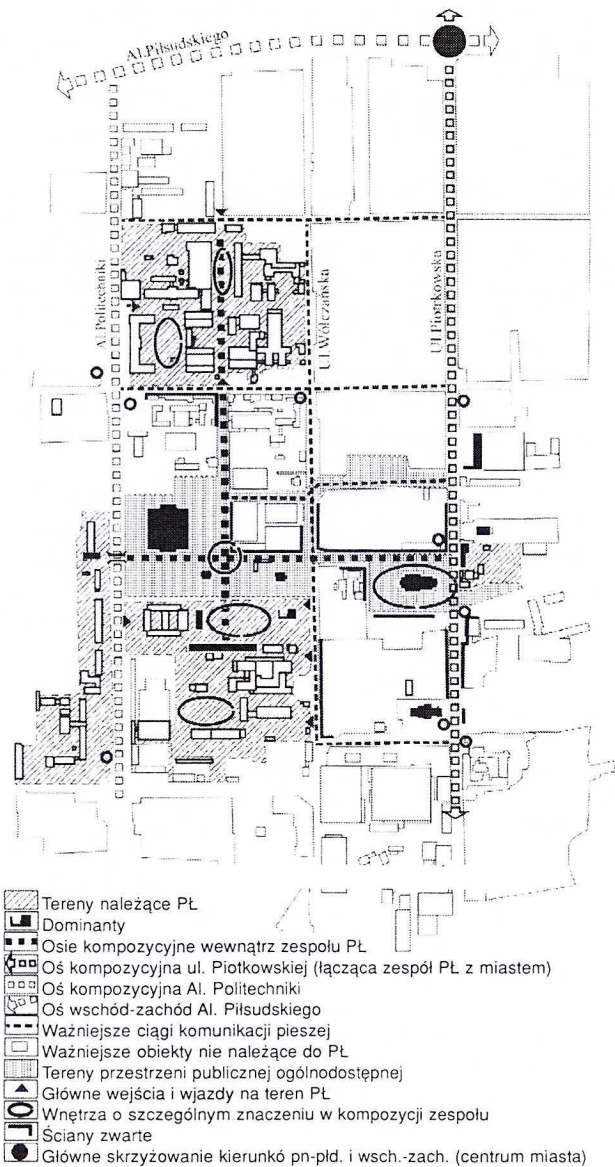 Al.Piłsudskiego
Al.Politechniki
Ul.Wólczańska
Ul.Piotrkowska
Tereny należące PŁ
Dominanty
Osie kompozycyjne wewnątrz zespołu PŁ
Oś kompozycyjna ul. Piotkowskiej (łącząca zespół PŁ z miastem)
Oś kompozycyjna Al. Politechniki
Oś wschód-zachód Al. Piłsudskiego
Ważniejsze ciągi komunikacji pieszej
Ważniejsze obiekty nie należące do PŁ
Tereny przestrzeni publicznej ogólnodostępnej
Główne wejścia i wjazdy na teren PŁ
Wnętrza o szczególnym znaczeniu w kompozycji zespołu
Ściany zwarte
Główne skrzyżowanie kierunkó pn-płd. i wsch.-zach. (centrum miasta)